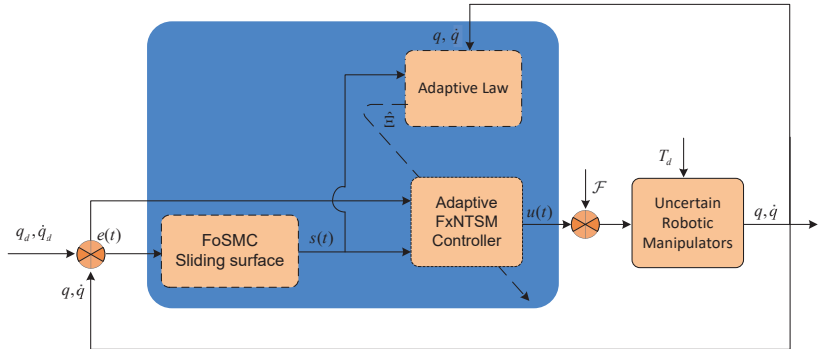 q, q̇
Adaptive Law
Ξ̂
T_d
ℱ
Adaptive
FxNTSM
Controller
u(t)
Uncertain
Robotic
Manipulators
q, q̇
q_d, q̇_d
e(t)
FoSMC
Sliding surface
s(t)
q, q̇